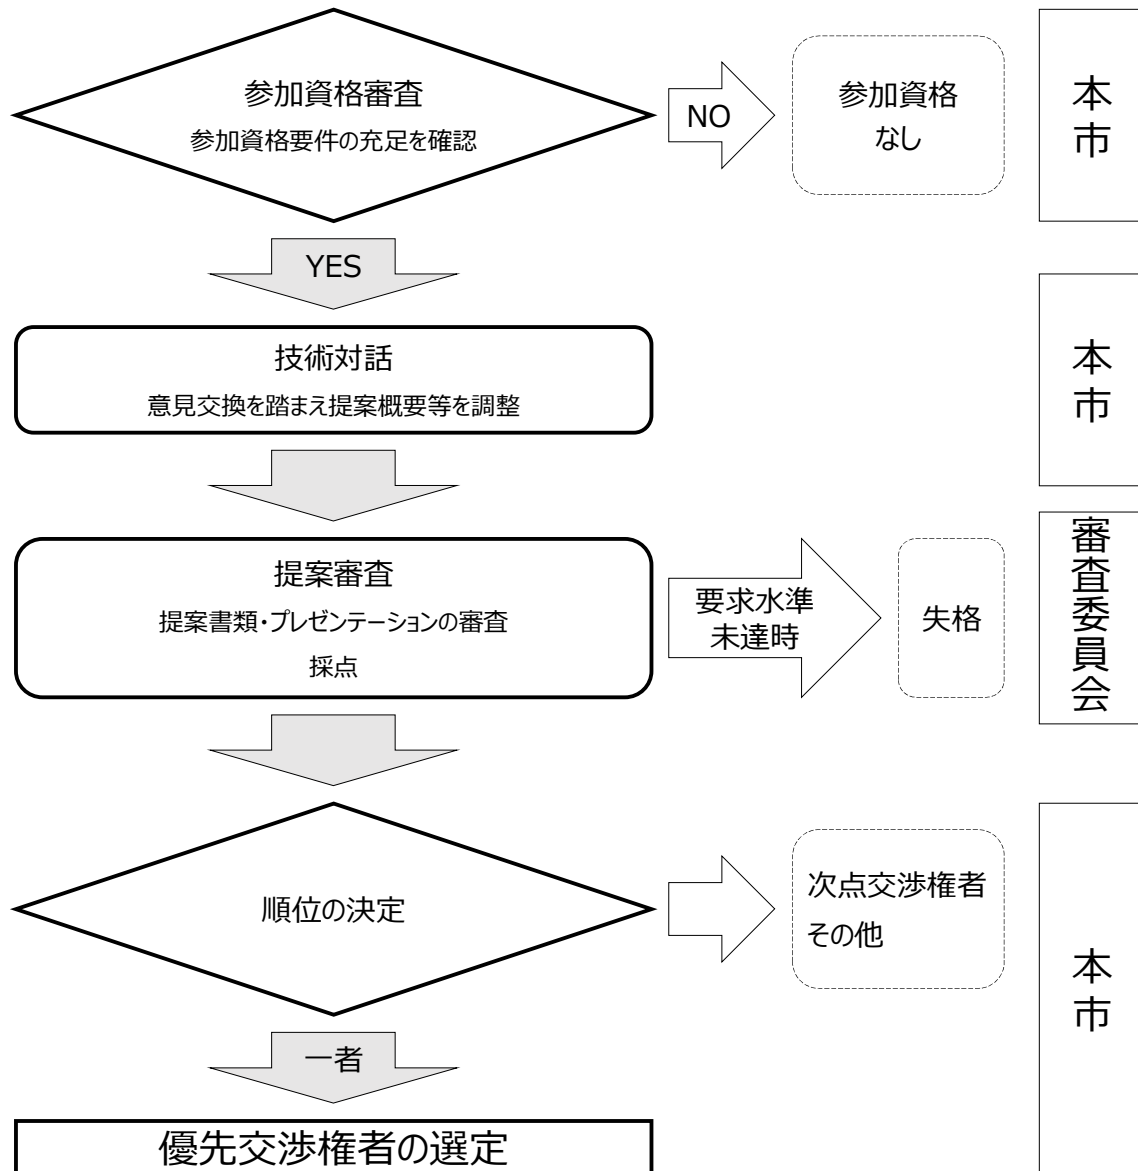 参加資格審査
参加資格要件の充足を確認
NO
参加資格
なし
本市
YES
技術対話
意見交換を踏まえ提案概要等を調整
本市
提案審査
提案書類・プレゼンテーションの審査
採点
要求水準
未達時
失格
審査委員会
順位の決定
次点交渉権者
その他
本市
一者
優先交渉権者の選定